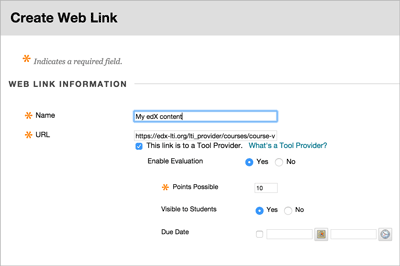 Create Web Link
* Indicates a required field.
WEB LINK INFORMATION
* Name My edX content
* URL https://edx-lti.org/lti_provider/courses/course-v
This link is to a Tool Provider. What's a Tool Provider?
Enable Evaluation Yes No
* Points Possible 10
Visible to Students Yes No
Due Date